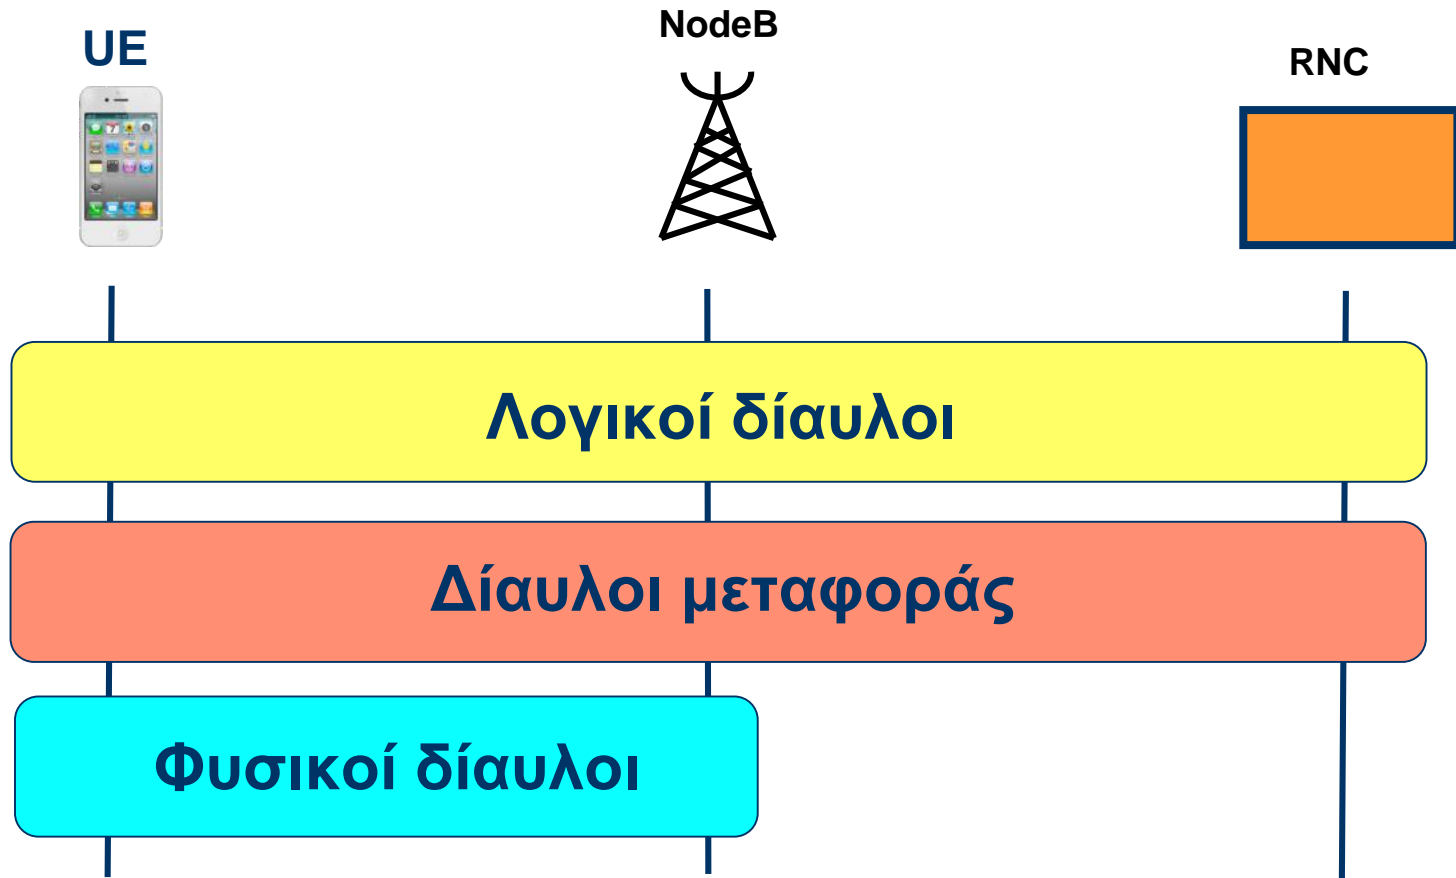 UE
NodeB
RNC
Λογικοί δίαυλοι
Δίαυλοι μεταφοράς
Φυσικοί δίαυλοι